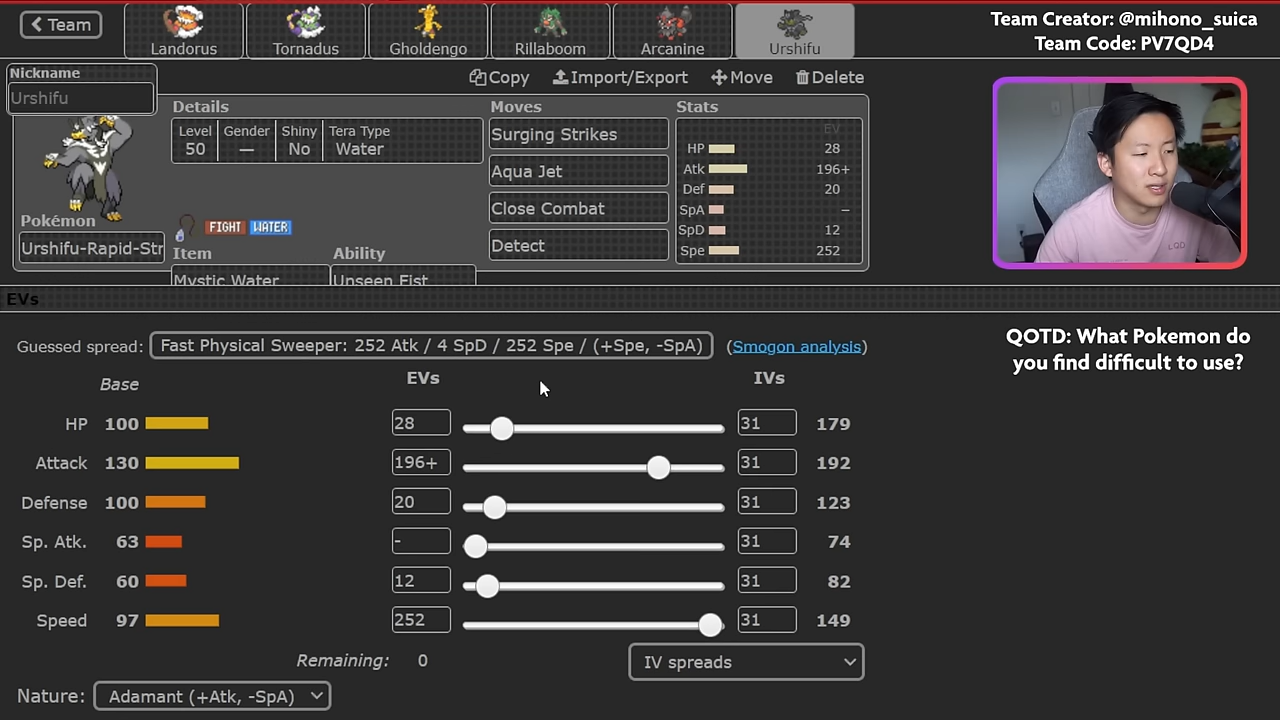 Team
Landorus
Tornadus
Gholdengo
Rillaboom
Arcanine
Urshifu
Team Creator: @mihono_suica
Team Code: PV7QD4
Nickname
Urshifu
Copy
Import/Export
Move
Delete
Details
Level
50
Gender
—
Shiny
No
Tera Type
Water
Moves
Surging Strikes
Aqua Jet
Close Combat
Detect
Stats
EV
HP 28
Atk 196+
Def 20
SpA –
SpD 12
Spe 252
Pokémon
Urshifu-Rapid-Str
FIGHT WATER
Item
Mystic Water
Ability
Unseen Fist
LQD
EVs
Guessed spread: Fast Physical Sweeper: 252 Atk / 4 SpD / 252 Spe / (+Spe, -SpA) (Smogon analysis)
Base EVs IVs
HP 100 28 31 179
Attack 130 196+ 31 192
Defense 100 20 31 123
Sp. Atk. 63 - 31 74
Sp. Def. 60 12 31 82
Speed 97 252 31 149
Remaining: 0
IV spreads
Nature: Adamant (+Atk, -SpA)
QOTD: What Pokemon do
you find difficult to use?